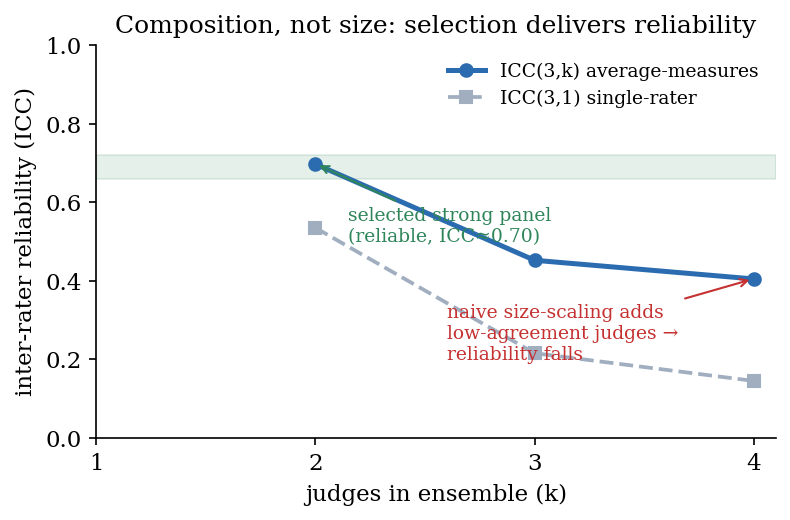 Composition, not size: selection delivers reliability
1.0
0.8
0.6
0.4
0.2
0.0
inter-rater reliability (ICC)
ICC(3,k) average-measures
ICC(3,1) single-rater
selected strong panel
(reliable, ICC≈0.70)
naive size-scaling adds
low-agreement judges →
reliability falls
1 2 3 4
judges in ensemble (k)